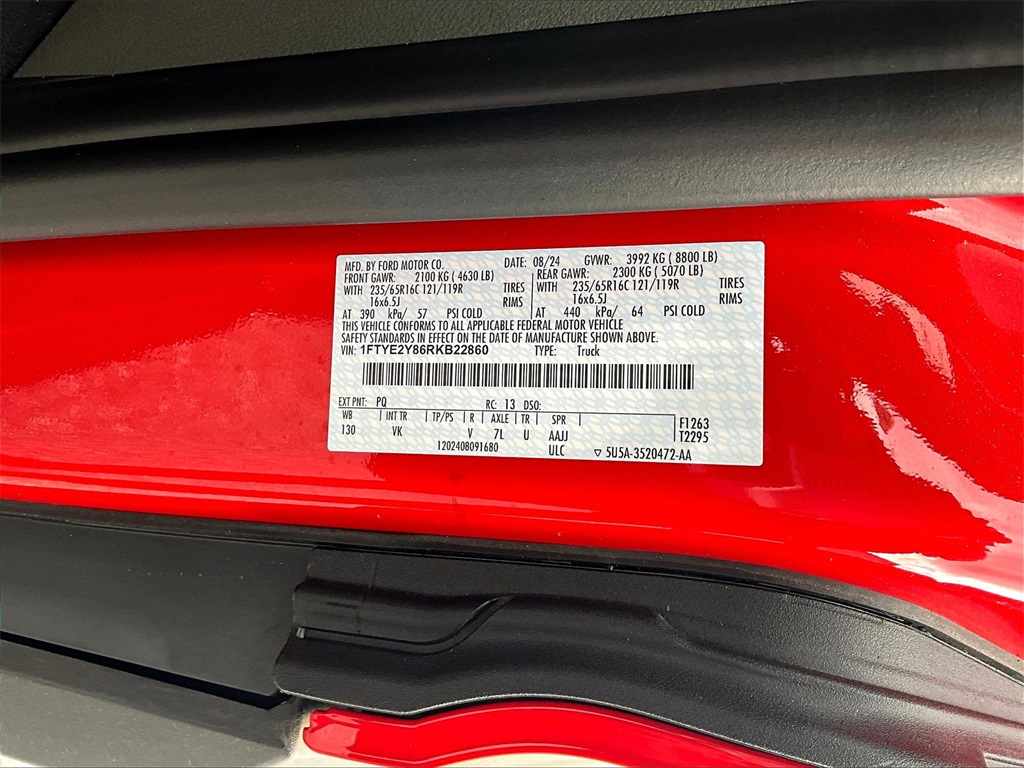 MFD. BY FORD MOTOR CO. DATE: 08/24 GVWR: 3992 KG ( 8800 LB)
FRONT GAWR: 2100 KG ( 4630 LB) REAR GAWR: 2300 KG ( 5070 LB)
WITH 235/65R16C 121/119R TIRES WITH 235/65R16C 121/119R TIRES
16x6.5J RIMS 16x6.5J RIMS
AT 390 kPa/ 57 PSI COLD AT 440 kPa/ 64 PSI COLD
THIS VEHICLE CONFORMS TO ALL APPLICABLE FEDERAL MOTOR VEHICLE
SAFETY STANDARDS IN EFFECT ON THE DATE OF MANUFACTURE SHOWN ABOVE.
VIN: 1FTYE2Y86RKB22860 TYPE: Truck
EXT PNT: PQ RC: 13 DSO:
WB INT TR TP/PS R AXLE TR SPR F1263
130 VK V 7L U AAJJ T2295
1202408091680 ULC ▽ 5U5A-3520472-AA